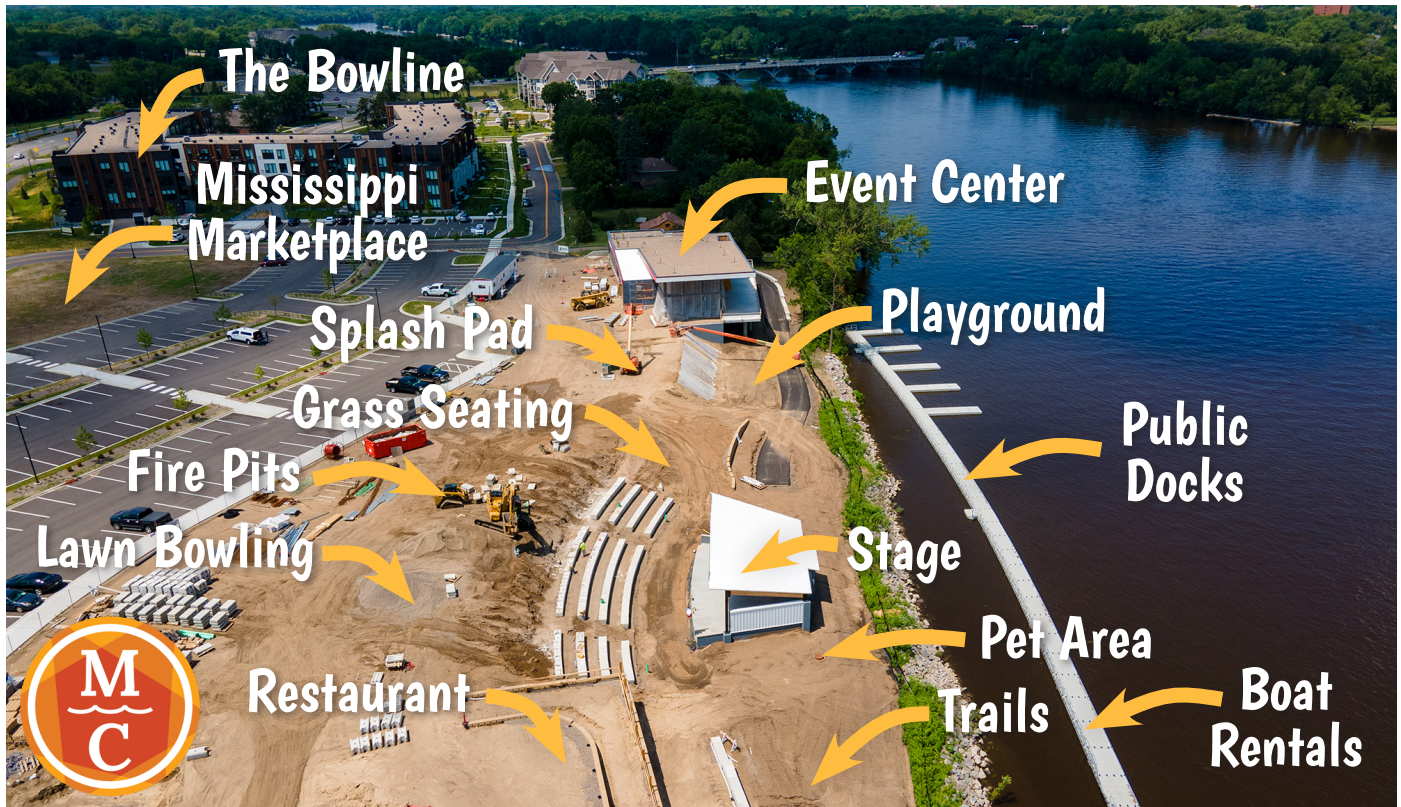 The Bowline
Mississippi
Marketplace
Event Center
Splash Pad
Playground
Grass Seating
Public
Docks
Fire Pits
Lawn Bowling
Stage
Pet Area
Restaurant
Trails
Boat
Rentals
M
C